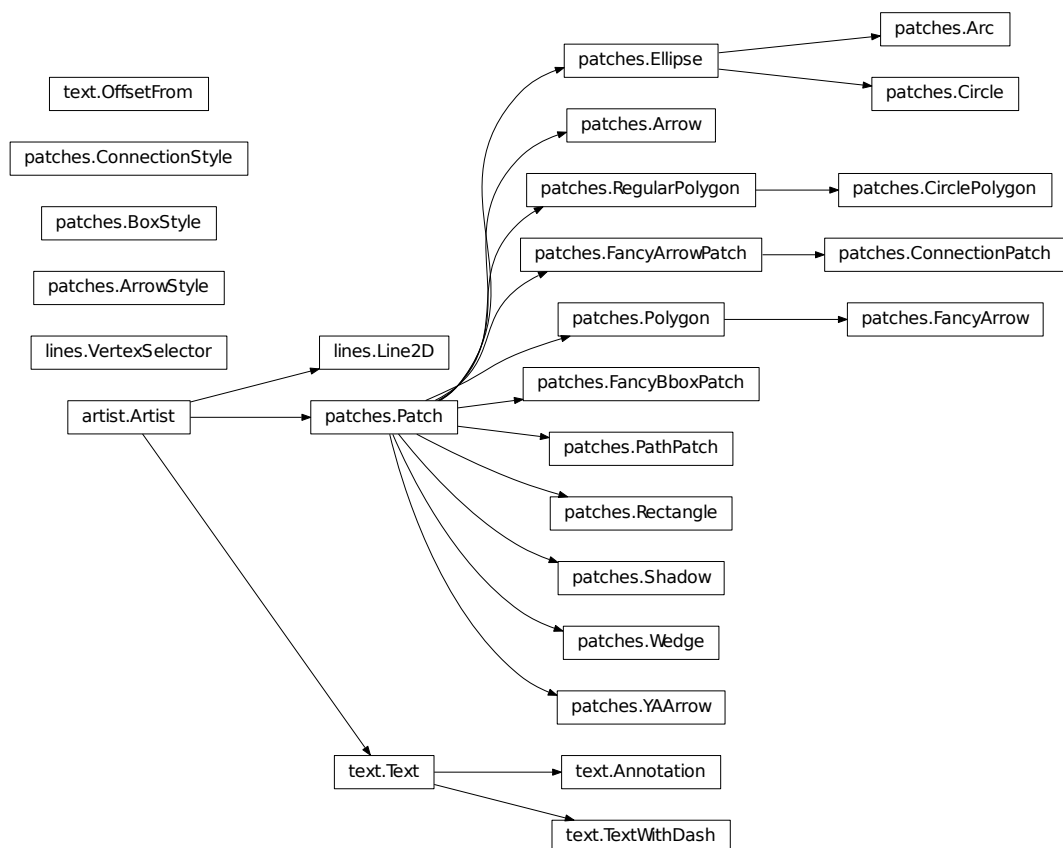 patches.Arc
patches.Ellipse
text.OffsetFrom
patches.Circle
patches.Arrow
patches.ConnectionStyle
patches.RegularPolygon
patches.CirclePolygon
patches.BoxStyle
patches.FancyArrowPatch
patches.ConnectionPatch
patches.ArrowStyle
patches.Polygon
patches.FancyArrow
lines.VertexSelector
lines.Line2D
patches.FancyBboxPatch
artist.Artist
patches.Patch
patches.PathPatch
patches.Rectangle
patches.Shadow
patches.Wedge
patches.YAArrow
text.Text
text.Annotation
text.TextWithDash